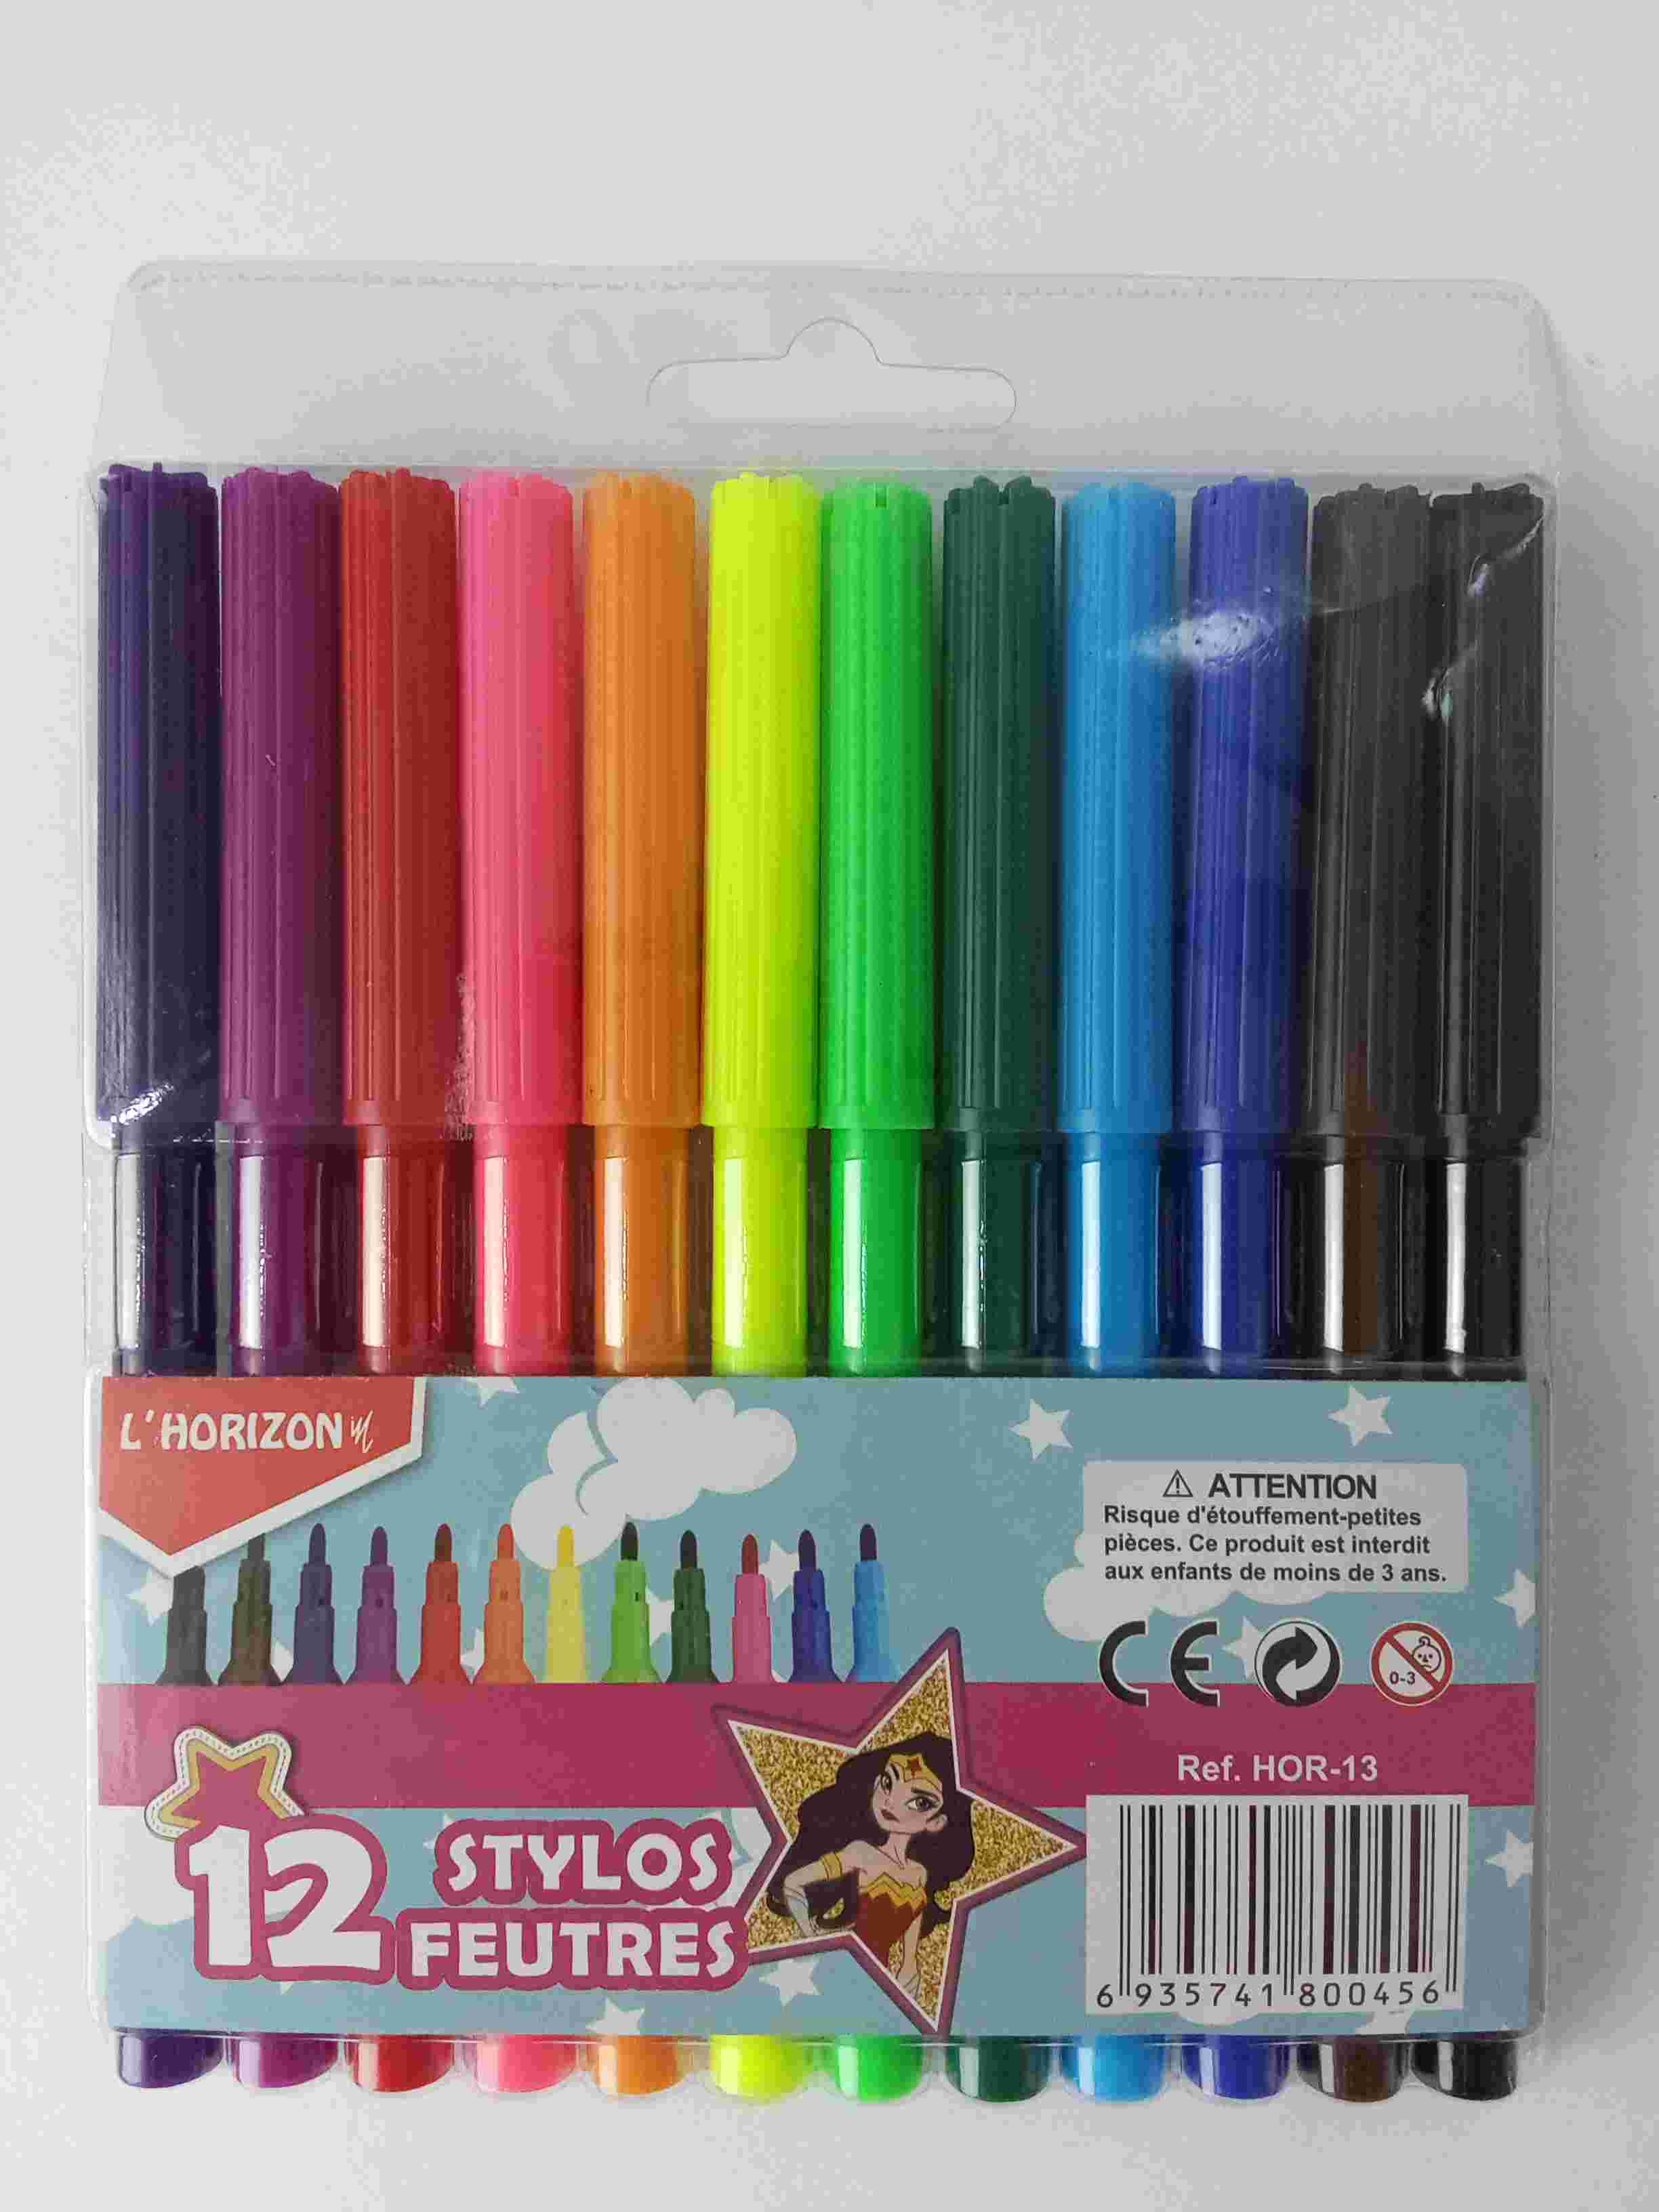 L'HORIZON
⚠ ATTENTION
Risque d'étouffement-petites
pièces. Ce produit est interdit
aux enfants de moins de 3 ans.
CE
0-3
Ref. HOR-13
12 STYLOS
FEUTRES
6 935741 800456